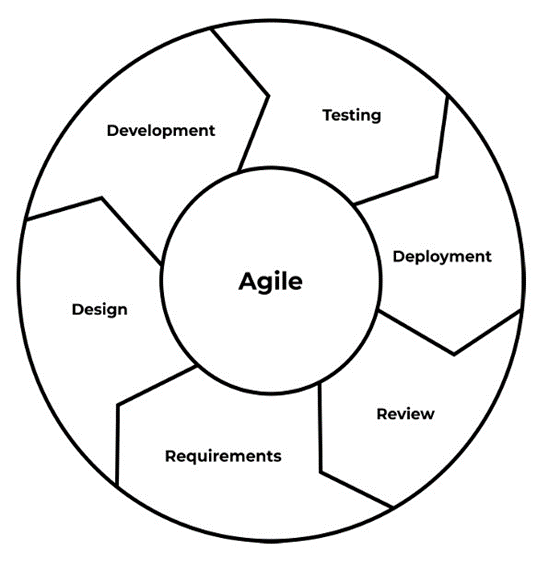 Testing
Development
Deployment
Agile
Design
Review
Requirements